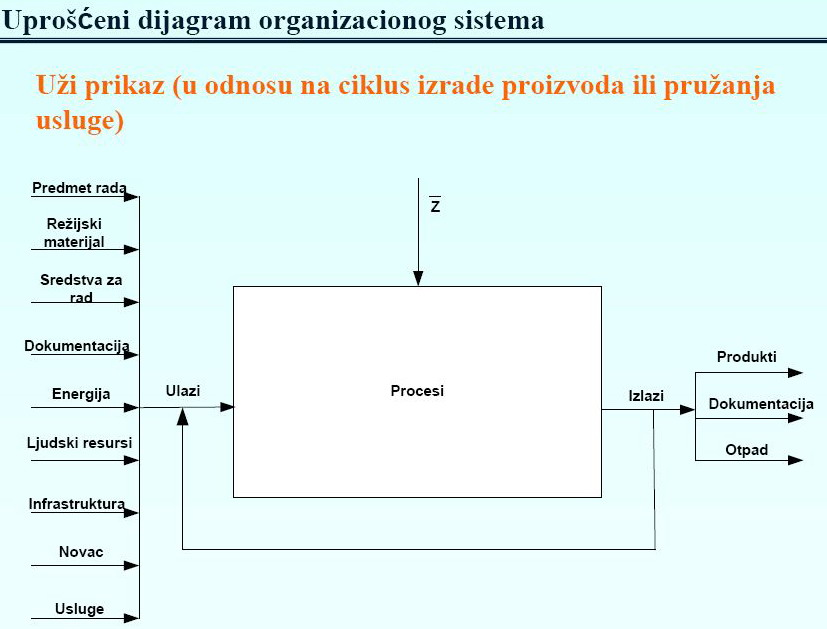 Uprošćeni dijagram organizacionog sistema
Uži prikaz (u odnosu na ciklus izrade proizvoda ili pružanja
usluge)
Predmet rada
Režijski
materijal
Sredstva za
rad
Dokumentacija
Energija
Ljudski resursi
Infrastruktura
Novac
Usluge
Ulazi
z̅
Procesi
Izlazi
Produkti
Dokumentacija
Otpad